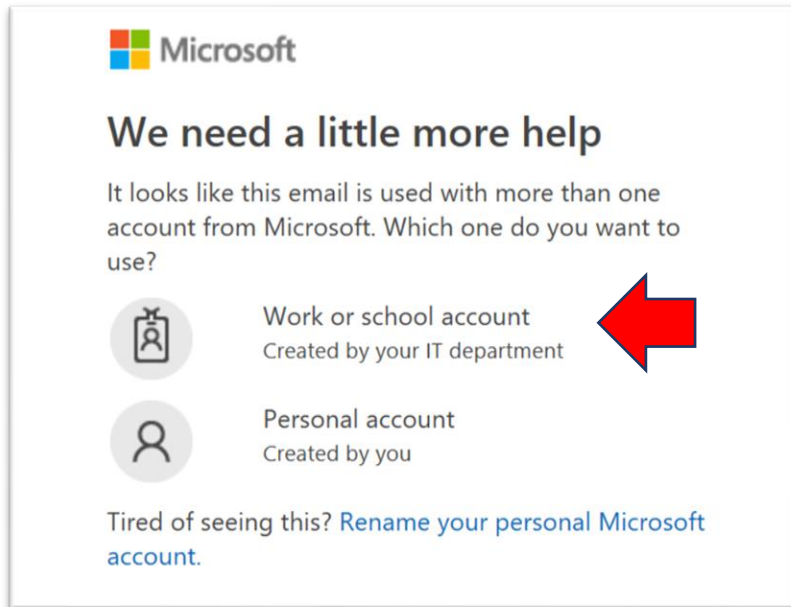 Microsoft
We need a little more help
It looks like this email is used with more than one
account from Microsoft. Which one do you want to
use?
Work or school account
Created by your IT department
Personal account
Created by you
Tired of seeing this? Rename your personal Microsoft
account.